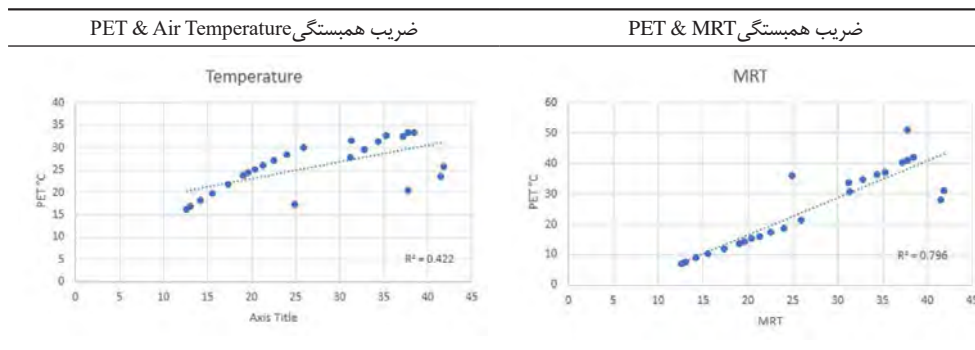 ضریب همبستگی PET & Air Temperature
ضریب همبستگی PET & MRT
Temperature
40
35
30
25
20
15
10
5
0
PET °C
R² = 0.422
0 5 10 15 20 25 30 35 40 45
Axis Title
MRT
60
50
40
30
20
10
0
PET °C
R² = 0.796
0 5 10 15 20 25 30 35 40 45
MRT